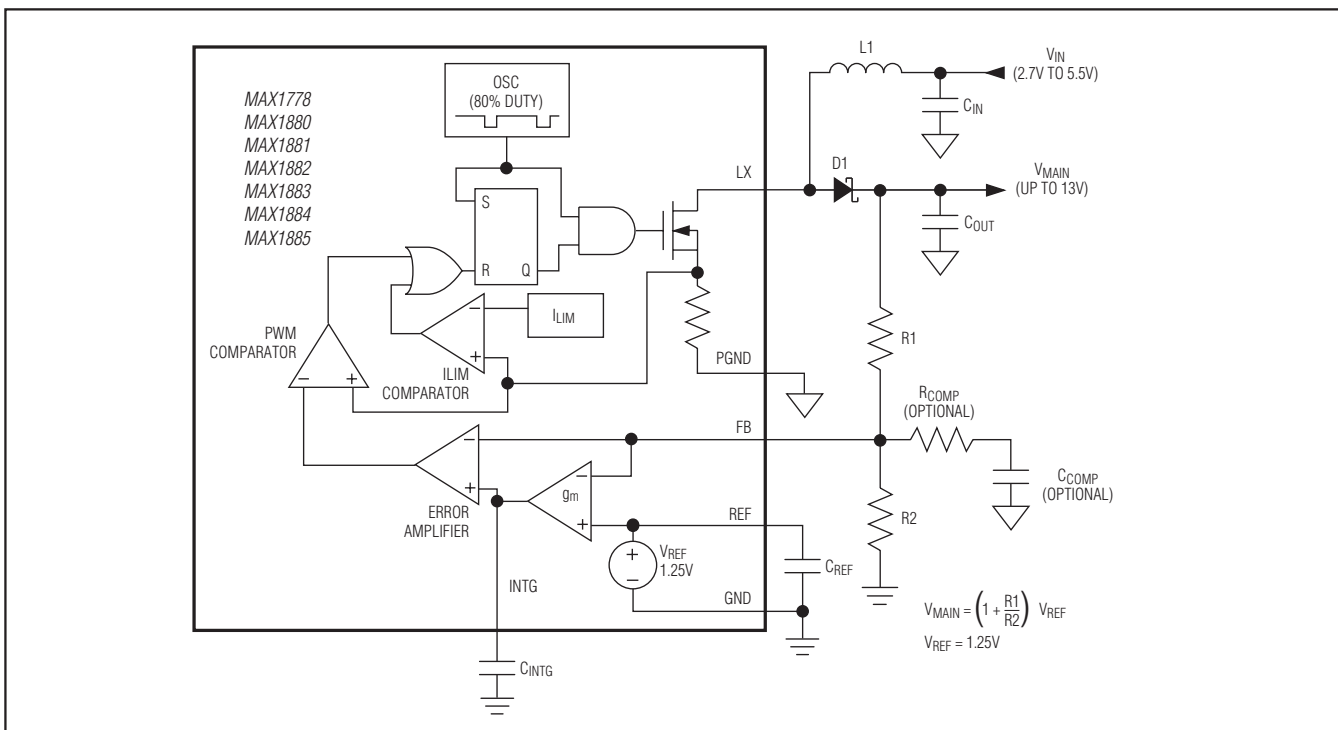 MAX1778
MAX1880
MAX1881
MAX1882
MAX1883
MAX1884
MAX1885
OSC
(80% DUTY)
S
R
Q
ILIM
ILIM
COMPARATOR
-
+
PWM
COMPARATOR
-
+
ERROR
AMPLIFIER
-
+
gm
-
+
INTG
CINTG
VREF
1.25V
+
-
LX
PGND
FB
REF
GND
CREF
L1
VIN
(2.7V TO 5.5V)
CIN
D1
VMAIN
(UP TO 13V)
COUT
R1
RCOMP
(OPTIONAL)
CCOMP
(OPTIONAL)
R2
VMAIN = (1 + R1/R2) VREF
VREF = 1.25V